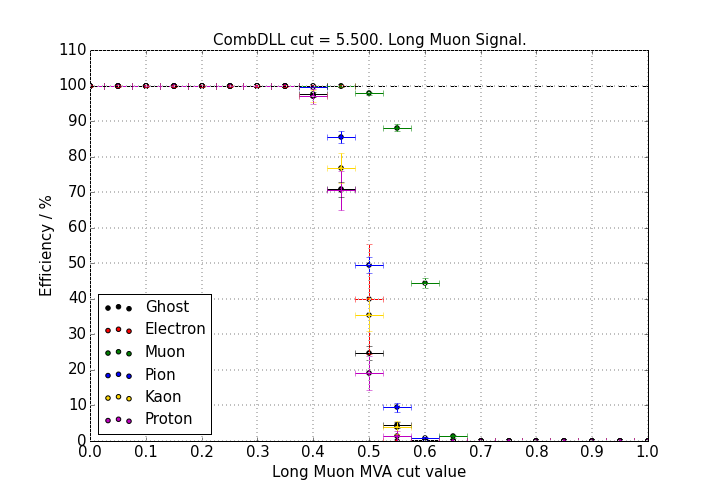 CombDLL cut = 5.500. Long Muon Signal.
110
100
90
80
70
60
50
40
30
20
10
0
Efficiency / %
Ghost
Electron
Muon
Pion
Kaon
Proton
0.0 0.1 0.2 0.3 0.4 0.5 0.6 0.7 0.8 0.9 1.0
Long Muon MVA cut value